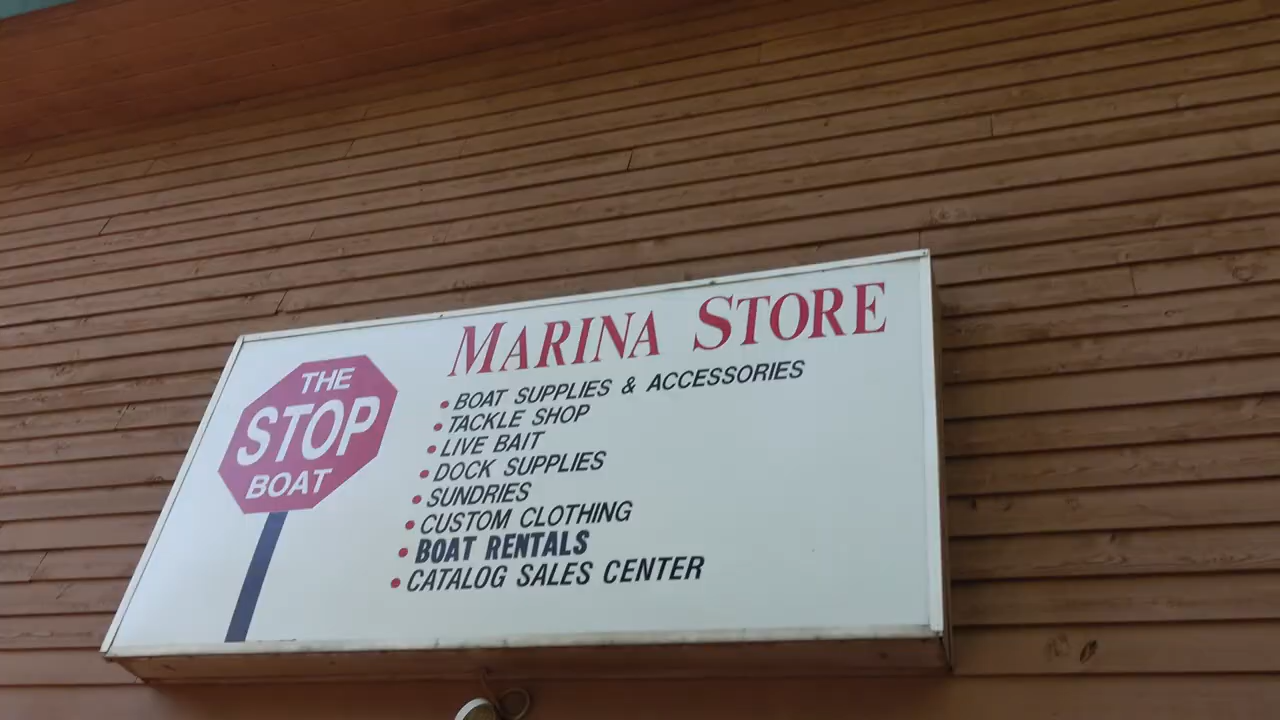 THE
STOP
BOAT
MARINA STORE
• BOAT SUPPLIES & ACCESSORIES
• TACKLE SHOP
• LIVE BAIT
• DOCK SUPPLIES
• SUNDRIES
• CUSTOM CLOTHING
• BOAT RENTALS
• CATALOG SALES CENTER